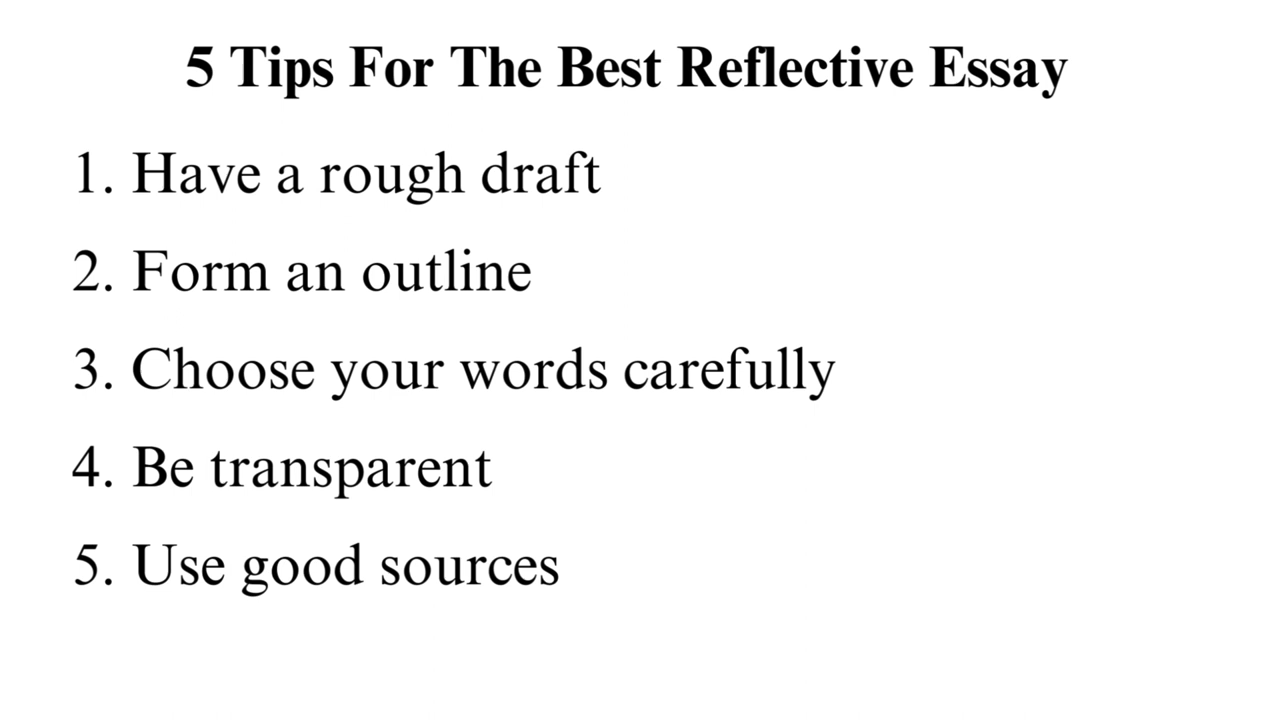 5 Tips For The Best Reflective Essay
1. Have a rough draft
2. Form an outline
3. Choose your words carefully
4. Be transparent
5. Use good sources